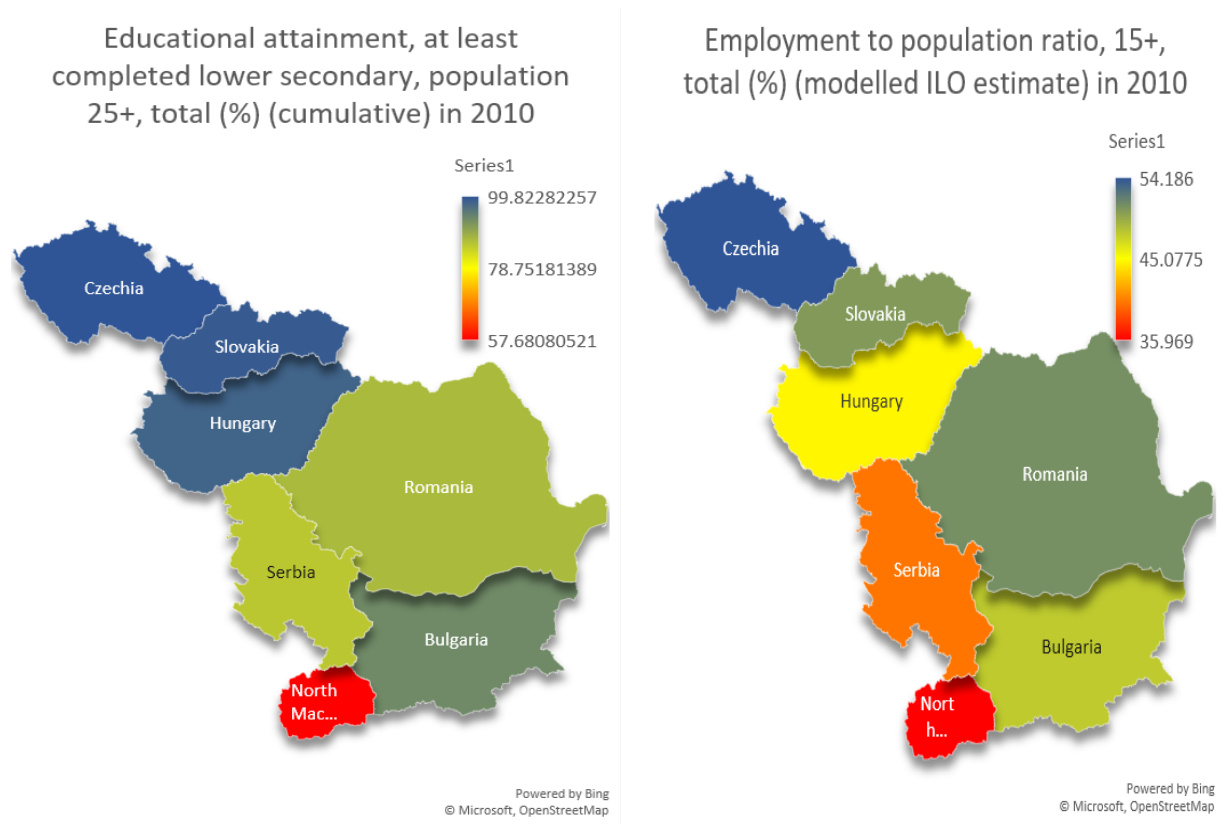 Educational attainment, at least
completed lower secondary, population
25+, total (%) (cumulative) in 2010
Series1
99.82282257
78.75181389
57.68080521
Czechia
Slovakia
Hungary
Romania
Serbia
Bulgaria
North
Mac...
Powered by Bing
© Microsoft, OpenStreetMap
Employment to population ratio, 15+,
total (%) (modelled ILO estimate) in 2010
Series1
54.186
45.0775
35.969
Czechia
Slovakia
Hungary
Romania
Serbia
Bulgaria
Nort
h...
Powered by Bing
© Microsoft, OpenStreetMap